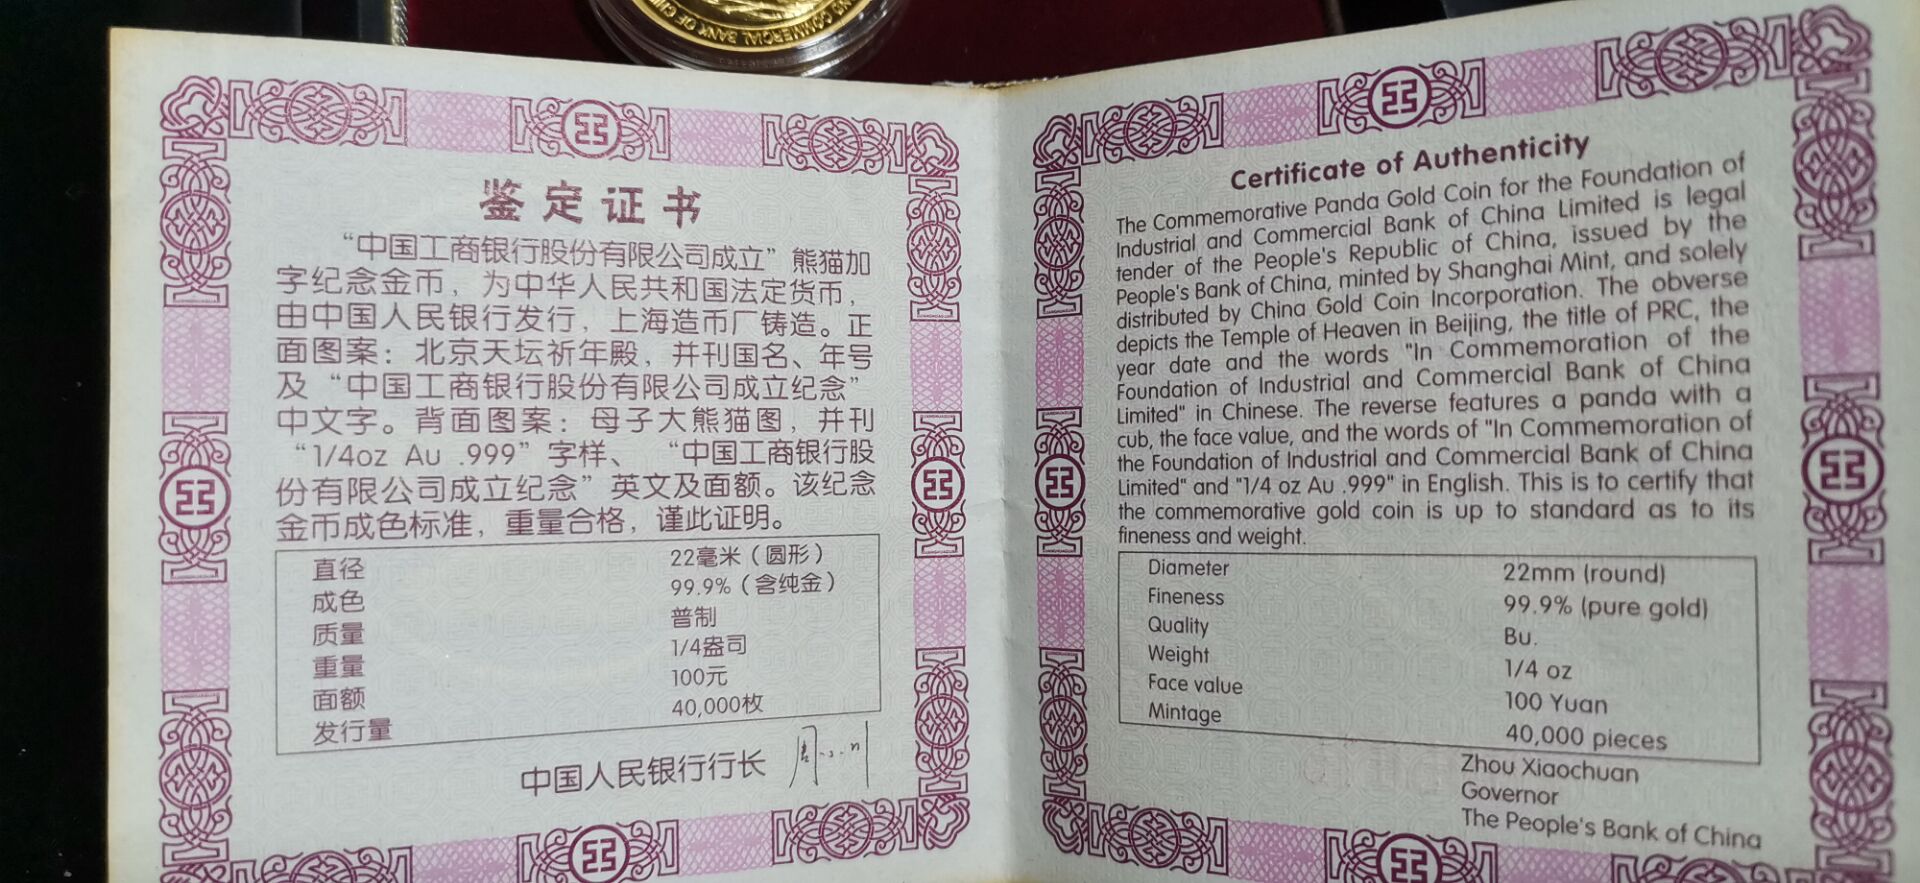 COMMERCIAL BANK OF
鉴定证书
“中国工商银行股份有限公司成立”熊猫加
字纪念金币，为中华人民共和国法定货币，
由中国人民银行发行，上海造币厂铸造。正
面图案：北京天坛祈年殿，并刊国名、年号
及“中国工商银行股份有限公司成立纪念”
中文字。背面图案：母子大熊猫图，并刊
“1/4oz Au .999”字样、 “中国工商银行股
份有限公司成立纪念”英文及面额。该纪念
金币成色标准，重量合格，谨此证明。
直径 22毫米（圆形）
成色 99.9%（含纯金）
质量 普制
重量 1/4盎司
面额 100元
发行量 40,000枚
中国人民银行行长
Certificate of Authenticity
The Commemorative Panda Gold Coin for the Foundation of
Industrial and Commercial Bank of China Limited is legal
tender of the People's Republic of China, issued by the
People's Bank of China, minted by Shanghai Mint, and solely
distributed by China Gold Coin Incorporation. The obverse
depicts the Temple of Heaven in Beijing, the title of PRC, the
year date and the words "In Commemoration of the
Foundation of Industrial and Commercial Bank of China
Limited" in Chinese. The reverse features a panda with a
cub, the face value, and the words of "In Commemoration of
the Foundation of Industrial and Commercial Bank of China
Limited" and "1/4 oz Au .999" in English. This is to certify that
the commemorative gold coin is up to standard as to its
fineness and weight.
Diameter 22mm (round)
Fineness 99.9% (pure gold)
Quality Bu.
Weight 1/4 oz
Face value 100 Yuan
Mintage 40,000 pieces
Zhou Xiaochuan
Governor
The People's Bank of China